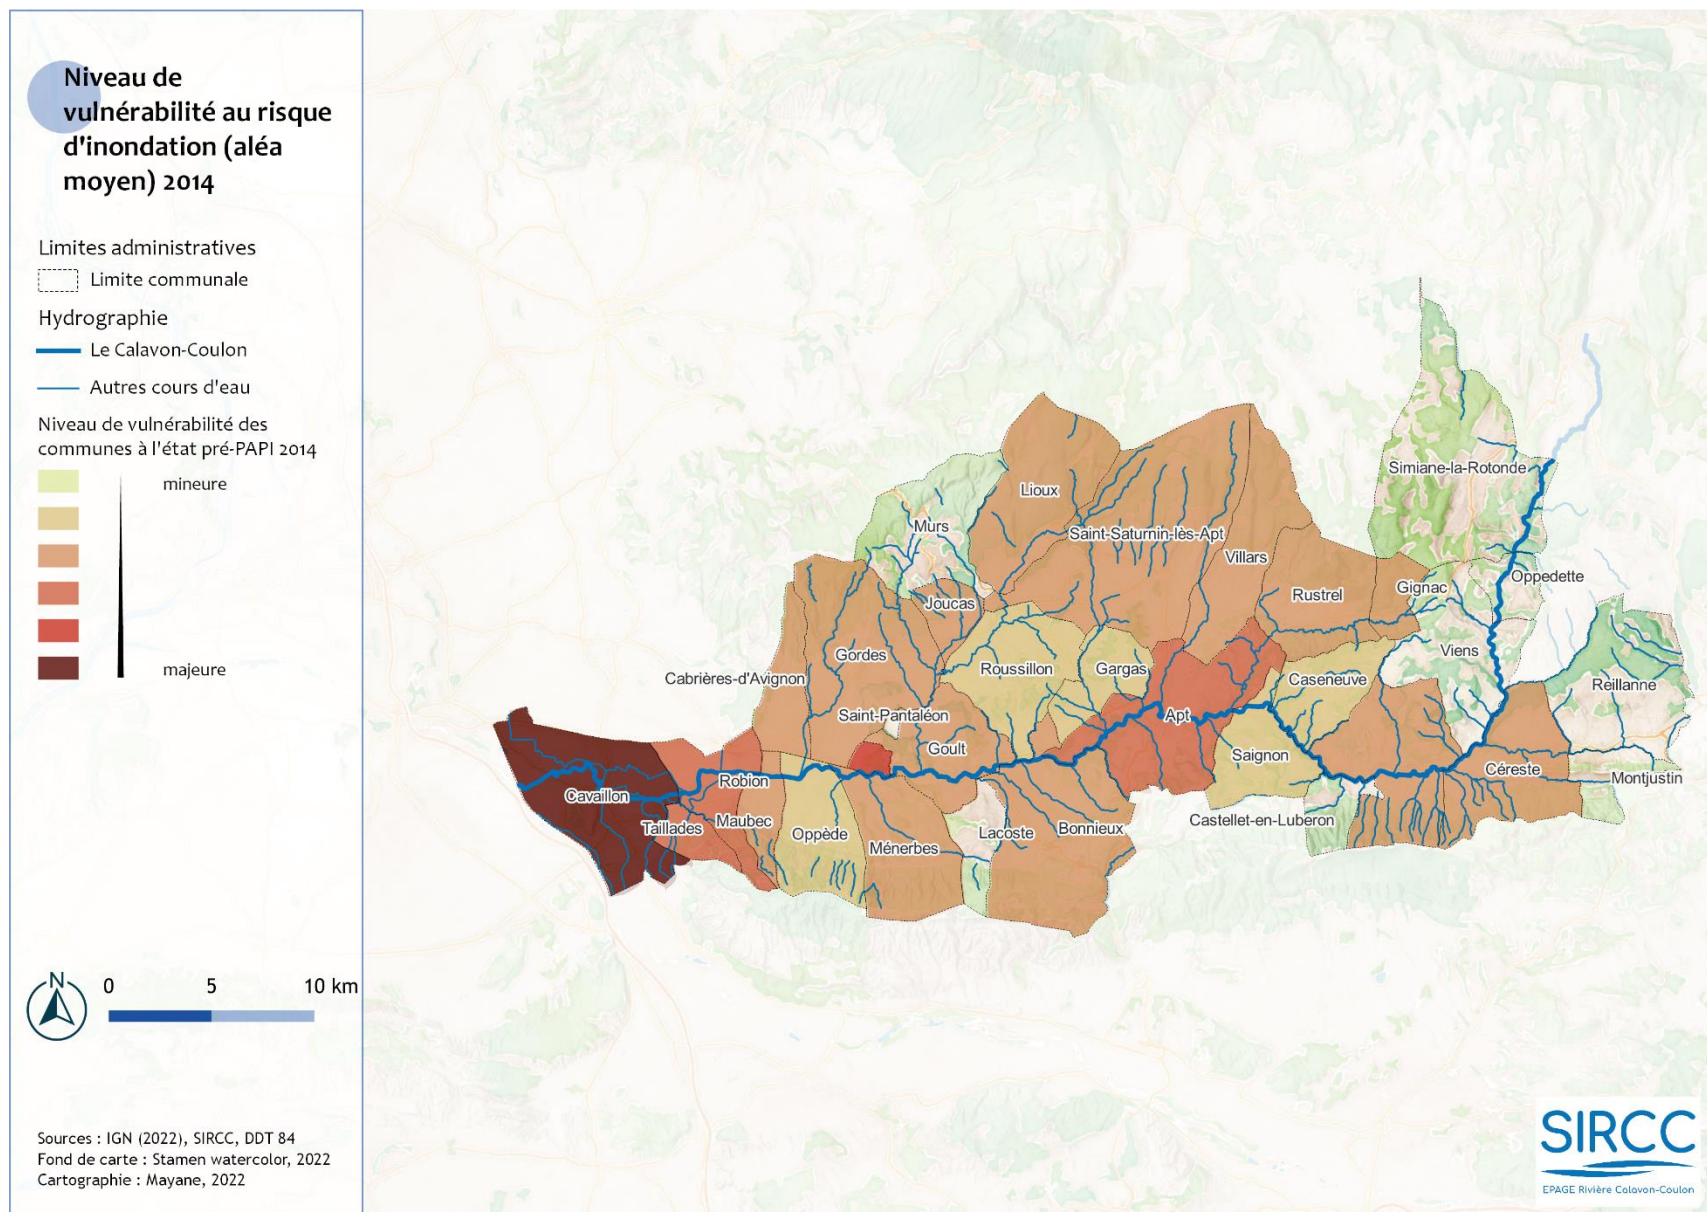 Niveau de
vulnérabilité au risque
d'inondation (aléa
moyen) 2014
Limites administratives
Limite communale
Hydrographie
Le Calavon-Coulon
Autres cours d'eau
Niveau de vulnérabilité des
communes à l'état pré-PAPI 2014
mineure
majeure
N
0 5 10 km
Sources : IGN (2022), SIRCC, DDT 84
Fond de carte : Stamen watercolor, 2022
Cartographie : Mayane, 2022
Simiane-la-Rotonde
Lioux
Murs
Saint-Saturnin-lès-Apt
Villars
Oppedette
Gignac
Rustrel
Joucas
Viens
Gordes
Roussillon
Gargas
Caseneuve
Cabrières-d'Avignon
Reillanne
Saint-Pantaléon
Apt
Goult
Saignon
Céreste
Montjustin
Robion
Cavaillon
Taillades
Maubec
Oppède
Ménerbes
Lacoste
Bonnieux
Castellet-en-Luberon
SIRCC
EPAGE Rivière Calavon-Coulon